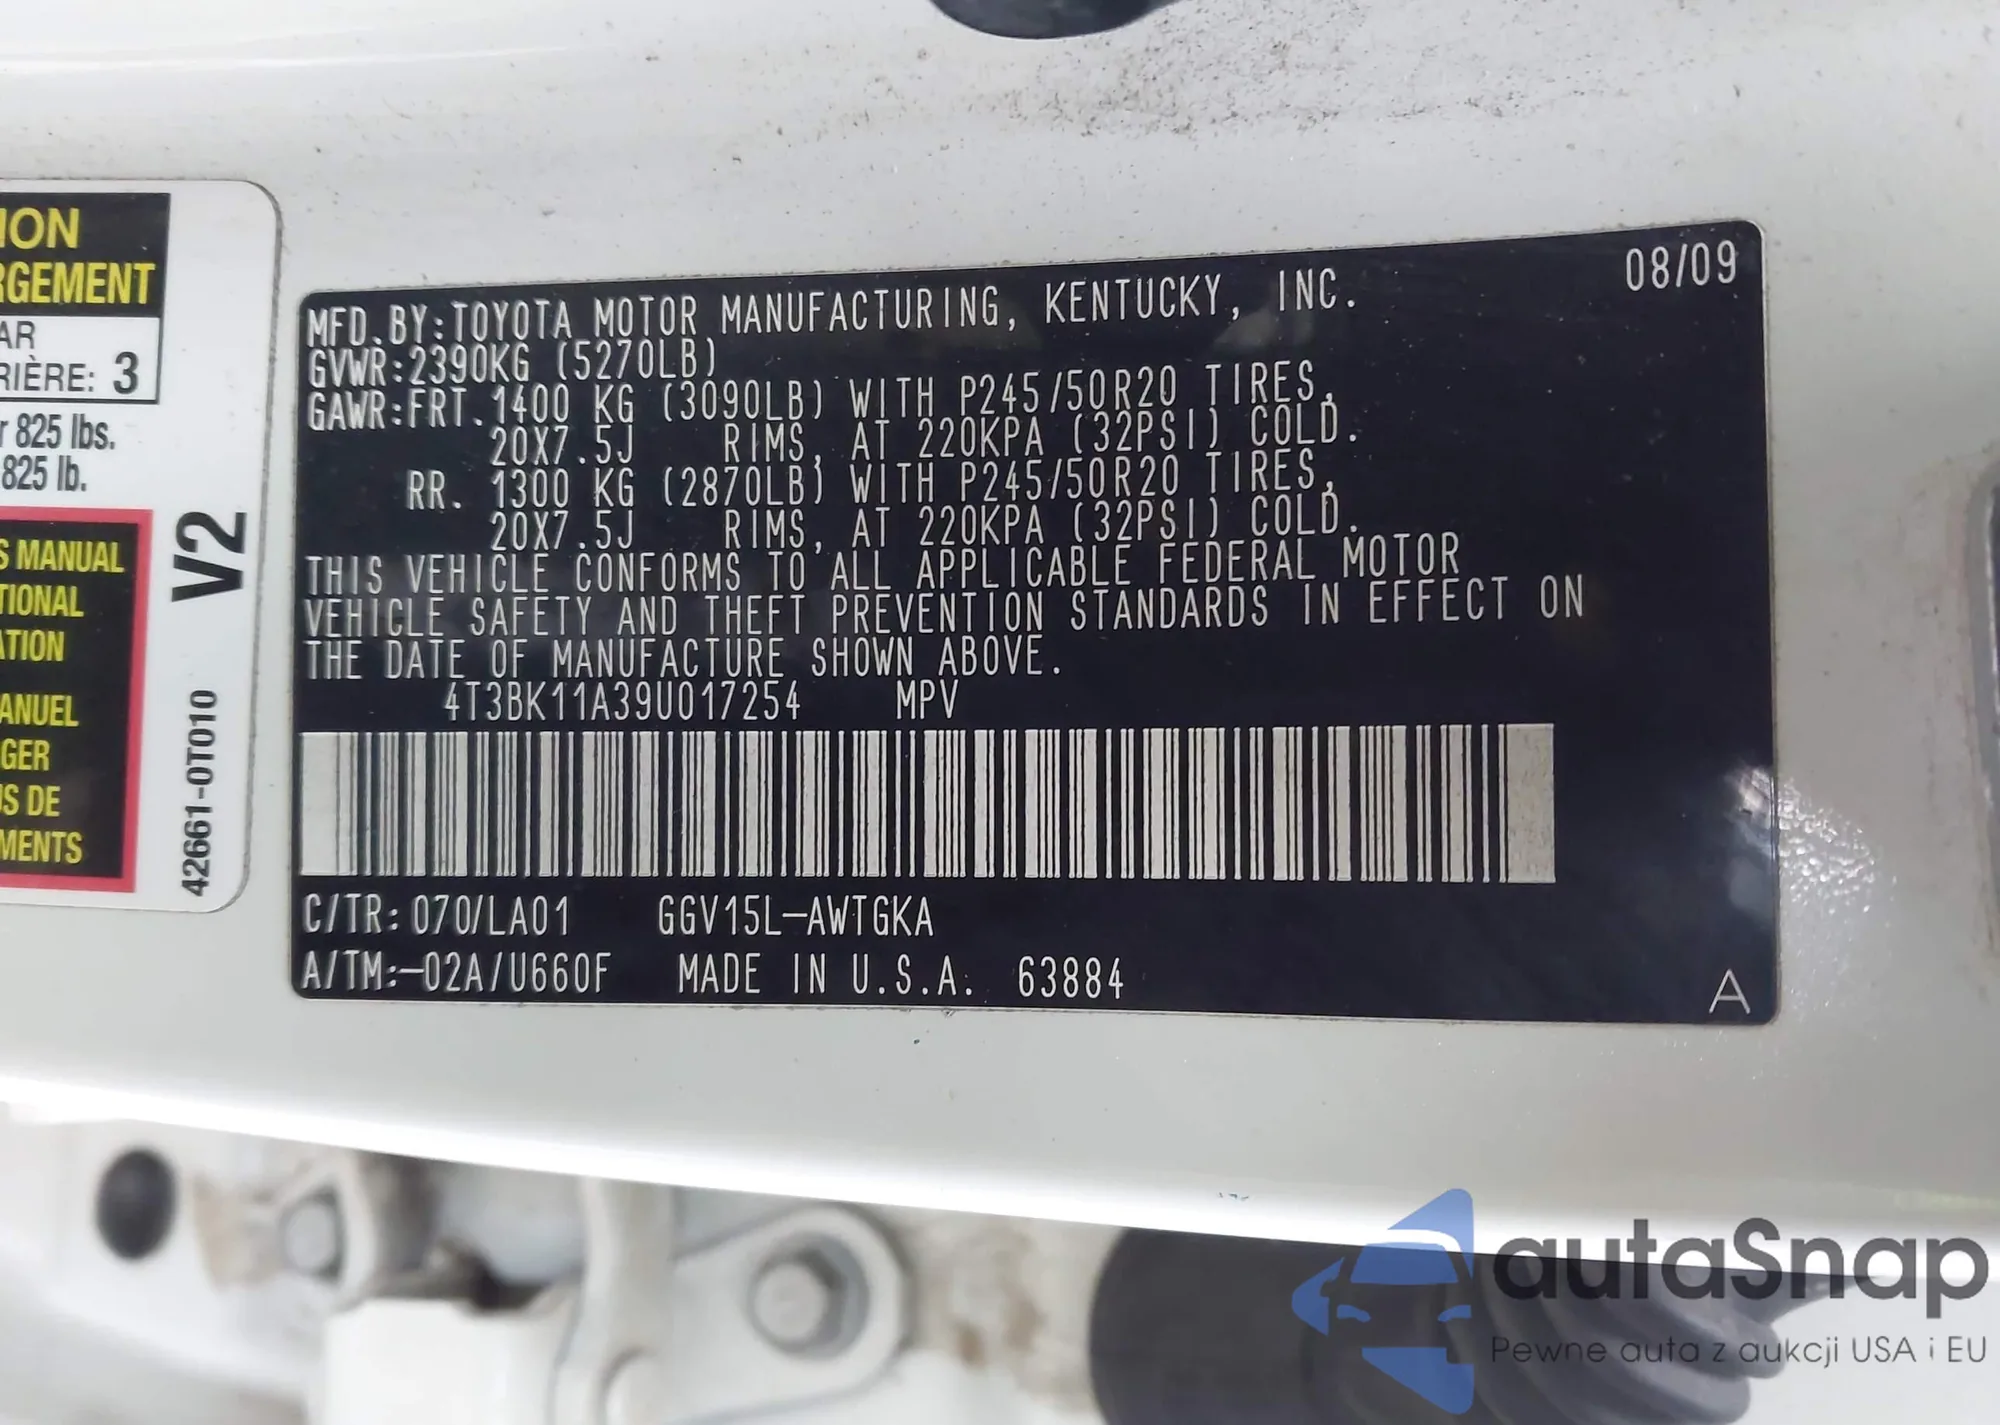 ION
RGEMENT
AR
RIÈRE: 3
r 825 lbs.
825 lb.
S MANUAL
TIONAL
ATION
ANUEL
GER
US DE
MENTS
V2
42661-0T010
08/09
MFD. BY: TOYOTA MOTOR MANUFACTURING, KENTUCKY, INC.
GVWR: 2390KG (5270LB)
GAWR: FRT. 1400 KG (3090LB) WITH P245/50R20 TIRES,
20X7.5J RIMS, AT 220KPA (32PSI) COLD.
RR. 1300 KG (2870LB) WITH P245/50R20 TIRES,
20X7.5J RIMS, AT 220KPA (32PSI) COLD.
THIS VEHICLE CONFORMS TO ALL APPLICABLE FEDERAL MOTOR
VEHICLE SAFETY AND THEFT PREVENTION STANDARDS IN EFFECT ON
THE DATE OF MANUFACTURE SHOWN ABOVE.
4T3BK11A39U017254 MPV
C/TR: 070/LA01 GGV15L-AWTGKA
A/TM:-02A/U660F MADE IN U.S.A. 63884
A
autaSnap
Pewne auta z aukcji USA i EU